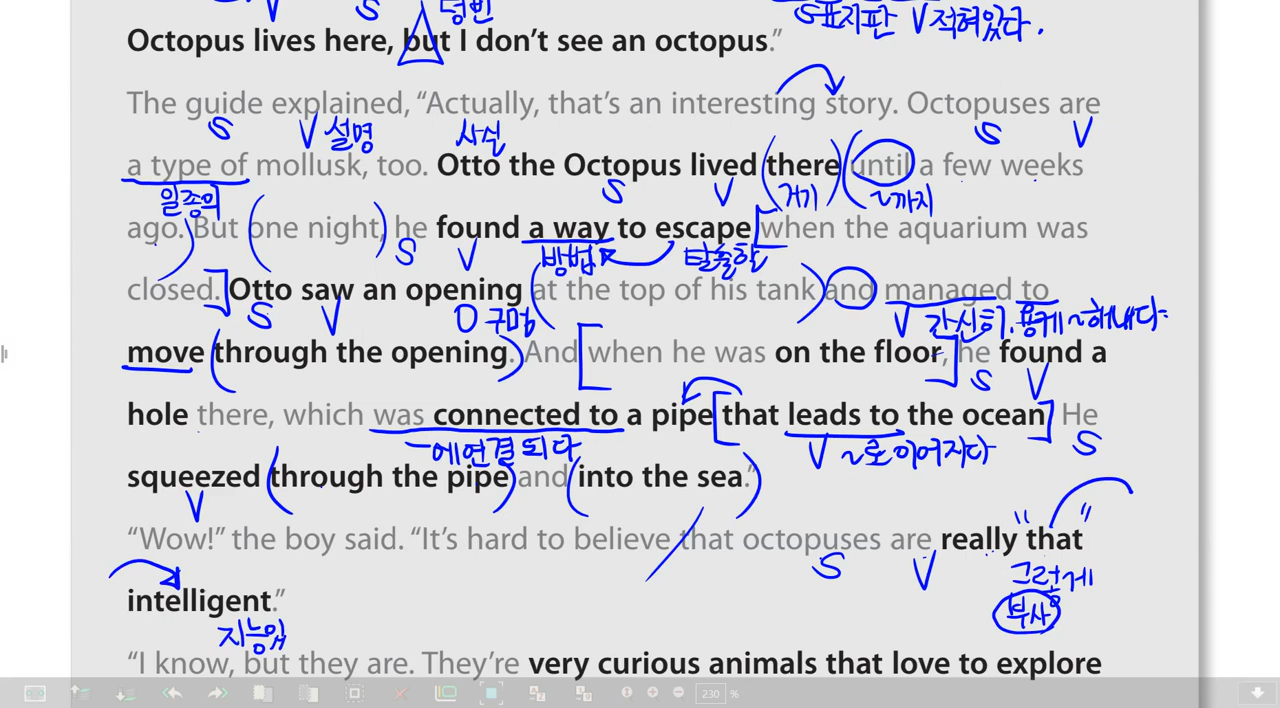 V S 텅빈 S표지판 V 적혀있다.
Octopus lives here, but I don't see an octopus."
The guide explained, "Actually, that's an interesting story. Octopuses are
S V 설명 사실 S V
a type of mollusk, too. Otto the Octopus lived there until a few weeks
일종의 S V 거기 ~까지
ago. But one night, he found a way to escape when the aquarium was
S V 방법 탈출할
closed. Otto saw an opening at the top of his tank and managed to
S V O 구멍 V 간신히, 용케 ~해내다
move through the opening. And when he was on the floor, he found a
S V
hole there, which was connected to a pipe that leads to the ocean. He
~에 연결되다 V ~로 이어지다 S
squeezed through the pipe and into the sea."
V
"Wow!" the boy said. "It's hard to believe that octopuses are really "that"
S V 그렇게
intelligent."
부사
지능있
"I know, but they are. They're very curious animals that love to explore
230 %